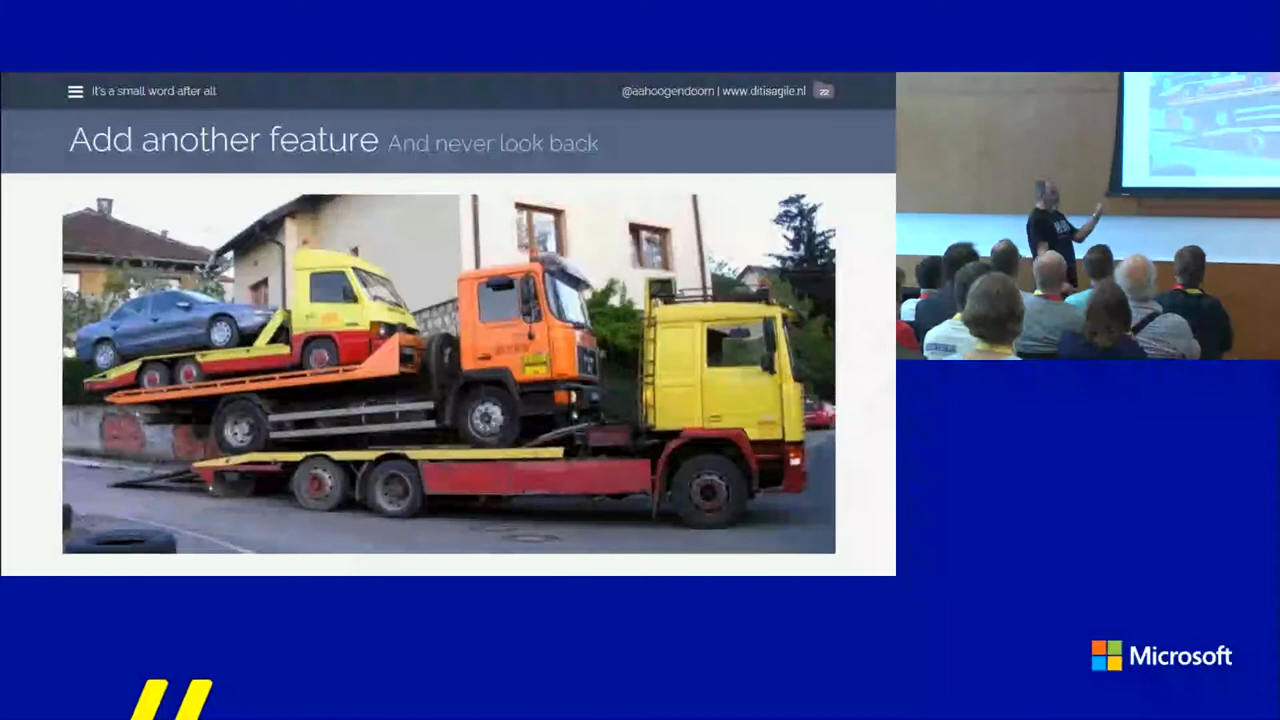 It's a small word after all
@aahoogendoorn | www.ditisagile.nl
22
Add another feature And never look back
Microsoft